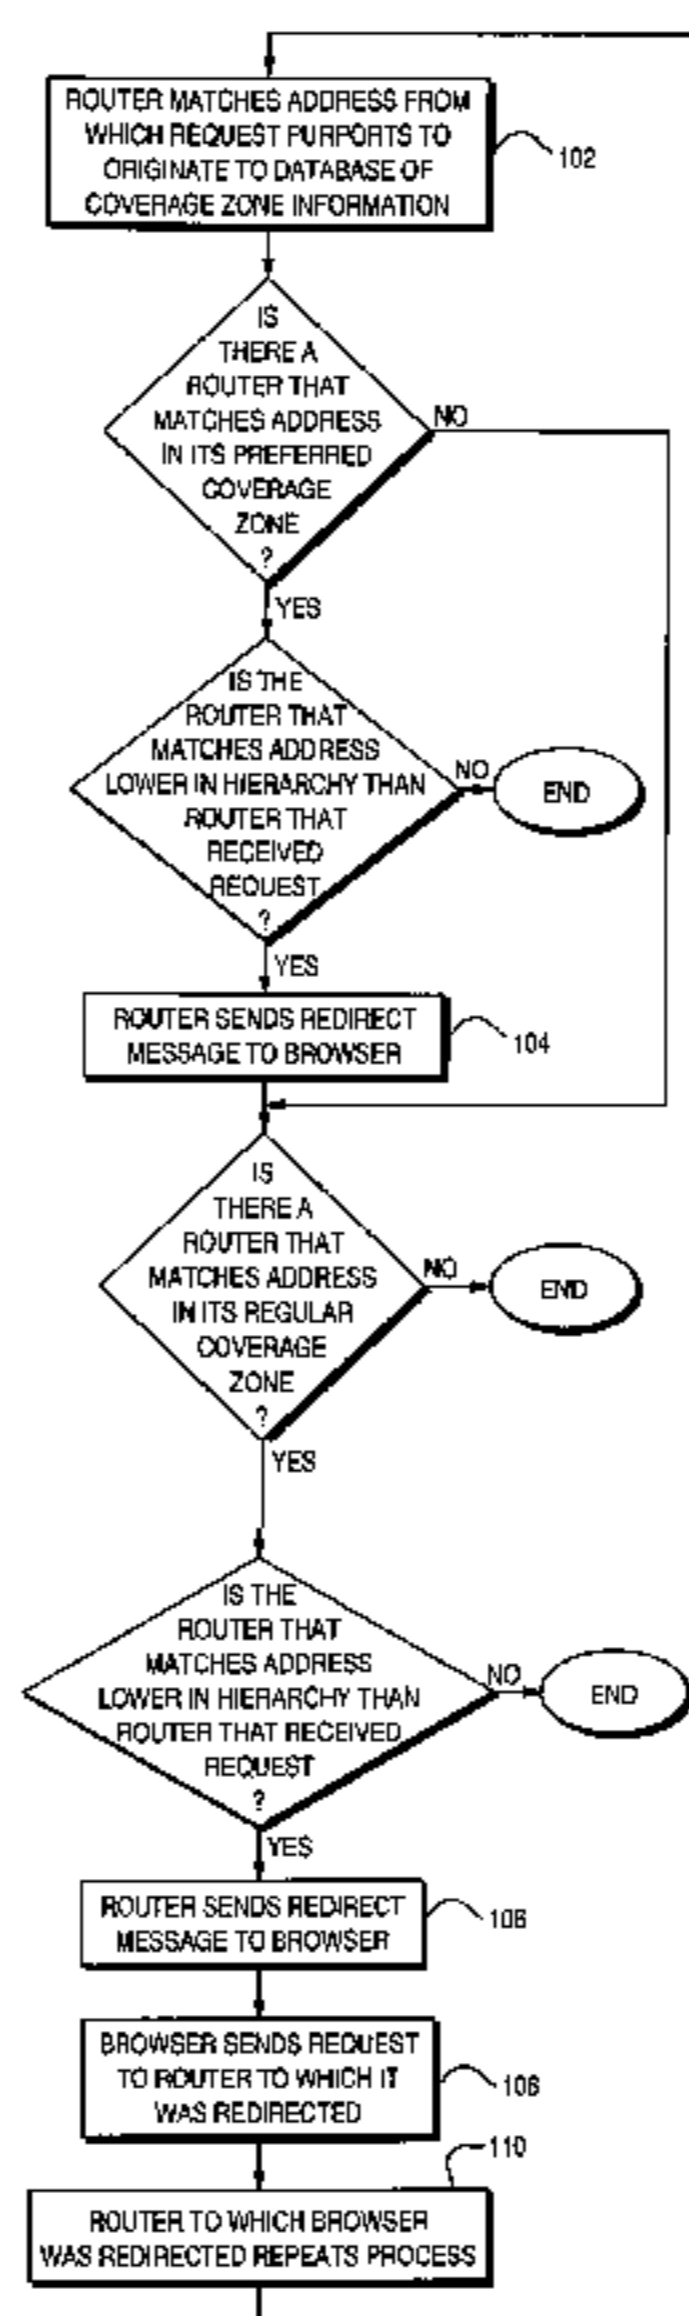 ROUTER MATCHES ADDRESS FROM
WHICH REQUEST PURPORTS TO
ORIGINATE TO DATABASE OF
COVERAGE ZONE INFORMATION
102
IS
THERE A
ROUTER THAT
MATCHES ADDRESS
IN ITS PREFERRED
COVERAGE
ZONE
?
NO
YES
IS THE
ROUTER THAT
MATCHES ADDRESS
LOWER IN HIERARCHY THAN
ROUTER THAT
RECEIVED
REQUEST
?
NO
END
YES
ROUTER SENDS REDIRECT
MESSAGE TO BROWSER
104
IS
THERE A
ROUTER THAT
MATCHES ADDRESS
IN ITS REGULAR
COVERAGE
ZONE
?
NO
END
YES
IS THE
ROUTER THAT
MATCHES ADDRESS
LOWER IN HIERARCHY THAN
ROUTER THAT RECEIVED
REQUEST
?
NO
END
YES
ROUTER SENDS REDIRECT
MESSAGE TO BROWSER
BROWSER SENDS REQUEST
TO ROUTER TO WHICH IT
WAS REDIRECTED
110
ROUTER TO WHICH BROWSER
WAS REDIRECTED REPEATS PROCESS